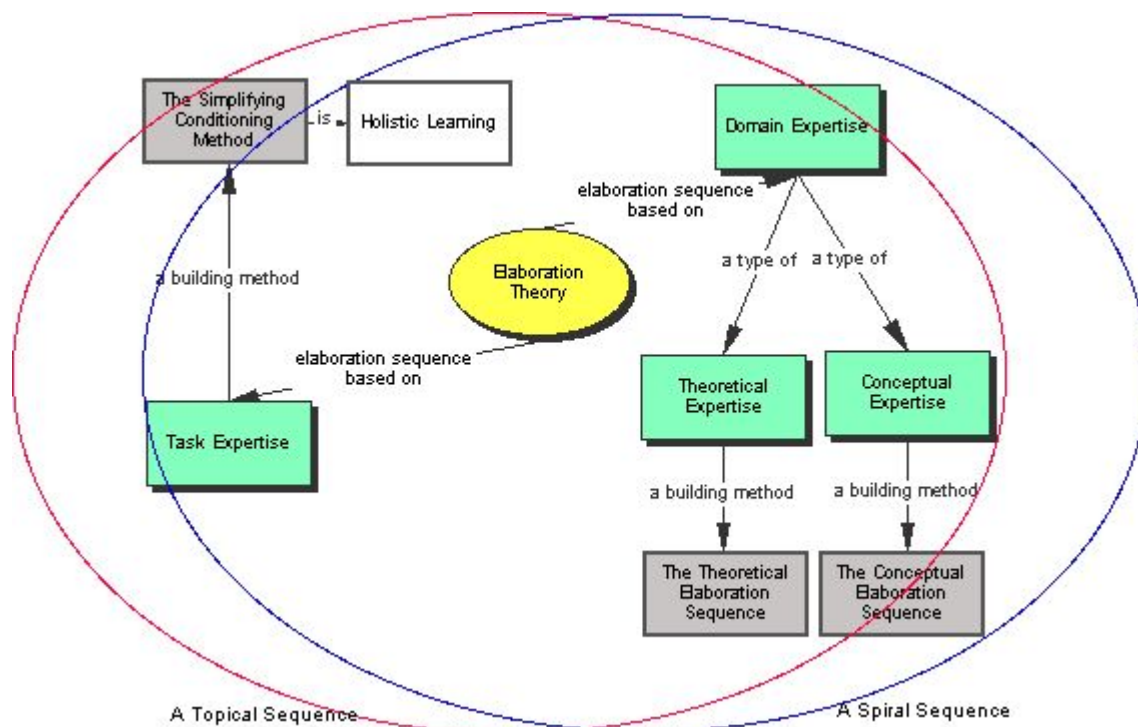 The Simplifying
Conditioning
Method
is
Holistic Learning
Domain Expertise
elaboration sequence
based on
a type of
a type of
Elaboration
Theory
a building method
elaboration sequence
based on
Theoretical
Expertise
Conceptual
Expertise
Task Expertise
a building method
a building method
The Theoretical
Elaboration
Sequence
The Conceptual
Elaboration
Sequence
A Topical Sequence
A Spiral Sequence